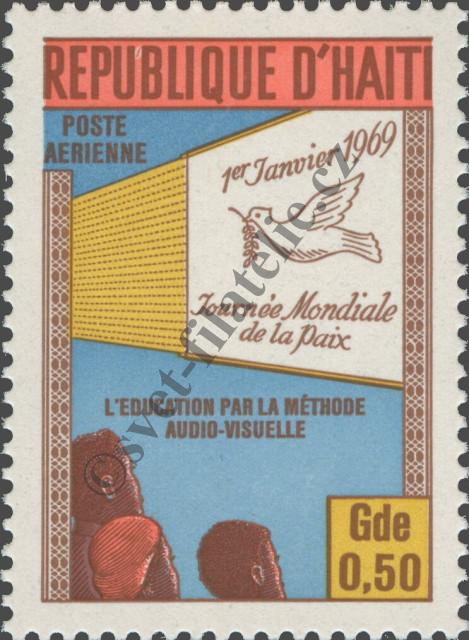 REPUBLIQUE D'HAITI
POSTE
AERIENNE
1er Janvier 1969
Journée Mondiale
de la Paix
L'EDUCATION PAR LA MÉTHODE
AUDIO-VISUELLE
Gde
0,50
© svet-filatelie.cz